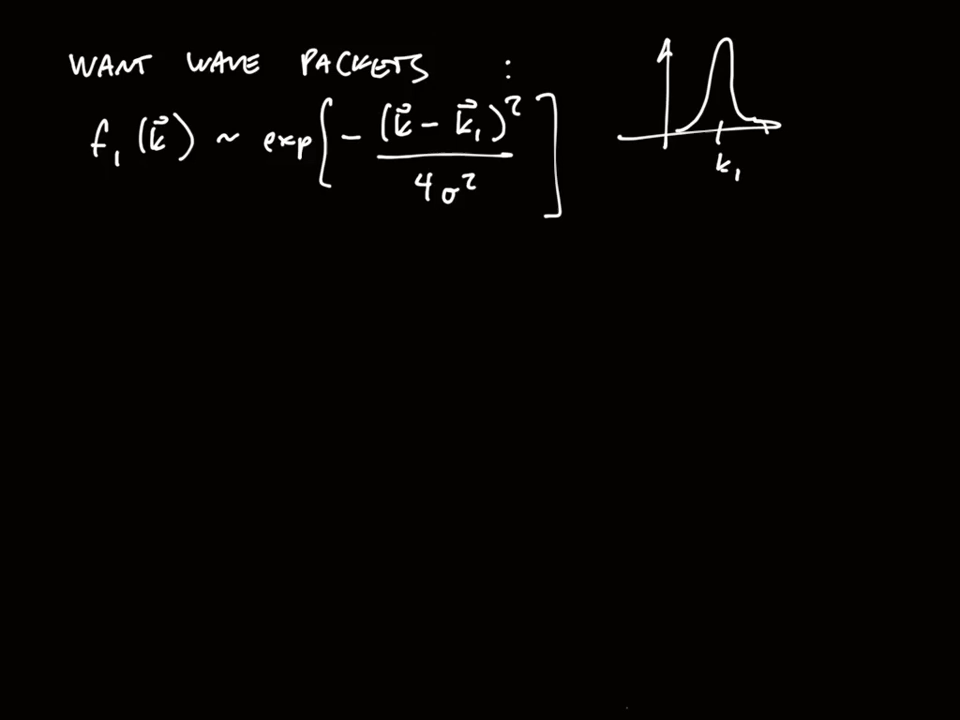 WANT WAVE PACKETS :
f₁(k⃗) ~ exp[ - (k⃗ - k⃗₁)² / 4σ² ]
k₁